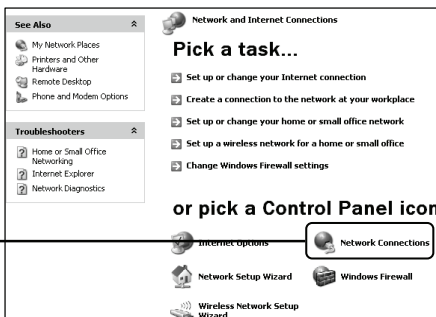 See Also
My Network Places
Printers and Other
Hardware
Remote Desktop
Phone and Modem Options
Troubleshooters
Home or Small Office
Networking
Internet Explorer
Network Diagnostics
Network and Internet Connections
Pick a task...
Set up or change your Internet connection
Create a connection to the network at your workplace
Set up or change your home or small office network
Set up a wireless network for a home or small office
Change Windows Firewall settings
or pick a Control Panel icon
Internet Options
Network Connections
Network Setup Wizard
Windows Firewall
Wireless Network Setup
Wizard